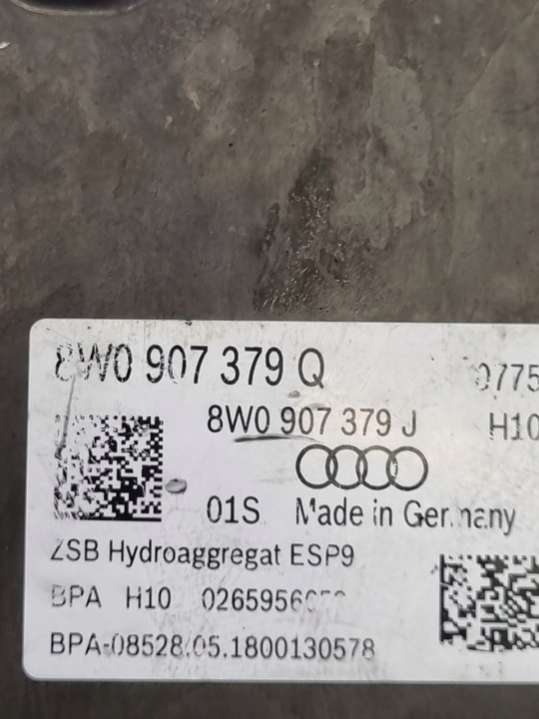 8W0 907 379 Q 0775
8W0 907 379 J H10
01S Made in Germany
ZSB Hydroaggregat ESP9
BPA H10
BPA-08528.05.1800130578